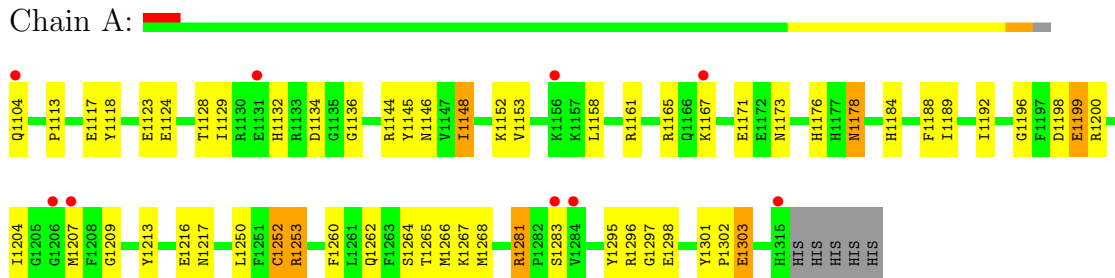 Chain A:
Q1104 P1113 E1117 Y1118 E1123 E1124 T1128 I1129 R1130 E1131 H1132 R1133 D1134 G1135 G1136 R1144 Y1145 N1146 V1147 I1148 K1152 V1153 K1156 K1157 L1158 R1161 R1165 Q1166 K1167 E1171 E1172 N1173 H1176 H1177 N1178 H1184 F1188 I1189 I1192 G1196 F1197 D1198 E1199 R1200
I1204 G1205 G1206 M1207 F1208 G1209 Y1213 E1216 N1217 L1250 F1251 G1252 R1253 F1260 L1261 Q1262 F1263 S1264 T1265 M1266 K1267 M1268 R1281 P1282 S1283 V1284 Y1295 R1296 G1297 E1298 Y1301 P1302 E1303 H1315 HIS HIS HIS HIS HIS